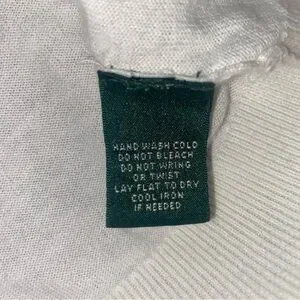 HAND WASH COLD
DO NOT BLEACH
DO NOT WRING
OR TWIST
LAY FLAT TO DRY
COOL IRON
IF NEEDED